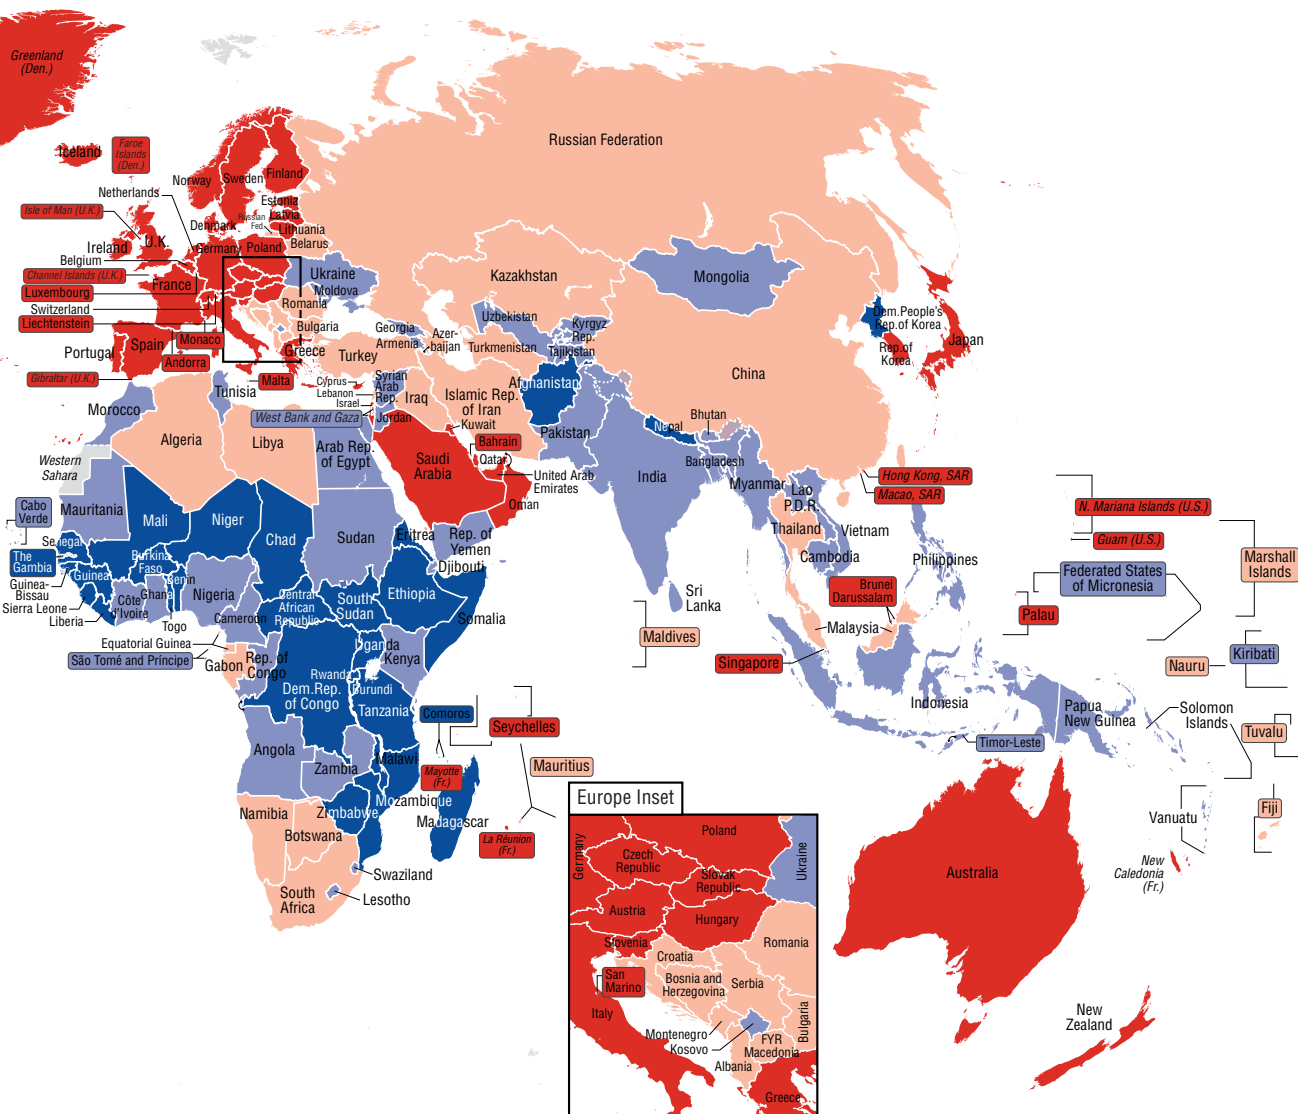 Greenland
(Den.)
Iceland
Faroe
Islands
(Den.)
Norway
Sweden
Finland
Russian Federation
Netherlands
Estonia
Russian
Fed.
Latvia
Isle of Man (U.K.)
Denmark
Lithuania
Ireland
U.K.
Germany
Poland
Belarus
Belgium
Channel Islands (U.K.)
France
Ukraine
Kazakhstan
Mongolia
Luxembourg
Moldova
Switzerland
Romania
Liechtenstein
Uzbekistan
Kyrgyz
Rep.
Dem.People's
Rep.of Korea
Bulgaria
Georgia
Azer-
baijan
Armenia
Monaco
Spain
Portugal
Greece
Turkey
Turkmenistan
Tajikistan
Rep.of
Korea
Japan
Andorra
China
Gibraltar (U.K.)
Malta
Tunisia
Cyprus
Lebanon
Israel
Syrian
Arab
Rep.
Iraq
Islamic Rep.
of Iran
Afghanistan
Morocco
West Bank and Gaza
Jordan
Kuwait
Bhutan
Nepal
Algeria
Libya
Arab Rep.
of Egypt
Bahrain
Pakistan
Western
Sahara
Saudi
Arabia
Qatar
Bangladesh
India
United Arab
Emirates
Myanmar
Lao
P.D.R.
Hong Kong, SAR
Macao, SAR
Cabo
Verde
Mauritania
Mali
Niger
Oman
N. Mariana Islands (U.S.)
Guam (U.S.)
Chad
Sudan
Eritrea
Rep. of
Yemen
Thailand
Vietnam
Senegal
The
Gambia
Burkina
Faso
Djibouti
Cambodia
Philippines
Marshall
Islands
Guinea-
Bissau
Guinea
Benin
Federated States
of Micronesia
Sierra Leone
Liberia
Côte
d'Ivoire
Ghana
Togo
Nigeria
Central
African
Republic
South
Sudan
Ethiopia
Sri
Lanka
Brunei
Darussalam
Palau
Cameroon
Somalia
Malaysia
Equatorial Guinea
Maldives
São Tomé and Príncipe
Gabon
Rep. of
Congo
Uganda
Kenya
Singapore
Kiribati
Nauru
Rwanda
Burundi
Dem.Rep.
of Congo
Tanzania
Comoros
Indonesia
Papua
New Guinea
Solomon
Islands
Seychelles
Tuvalu
Timor-Leste
Angola
Zambia
Malawi
Mayotte
(Fr.)
Mauritius
Mozambique
Namibia
Zimbabwe
Madagascar
Botswana
La Réunion
(Fr.)
Fiji
Vanuatu
New
Caledonia
(Fr.)
Swaziland
South
Africa
Lesotho
Australia
New
Zealand
Europe Inset
Germany
Poland
Ukraine
Czech
Republic
Slovak
Republic
Austria
Hungary
Slovenia
Romania
Croatia
San
Marino
Bosnia and
Herzegovina
Serbia
Italy
Bulgaria
Montenegro
Kosovo
FYR
Macedonia
Albania
Greece